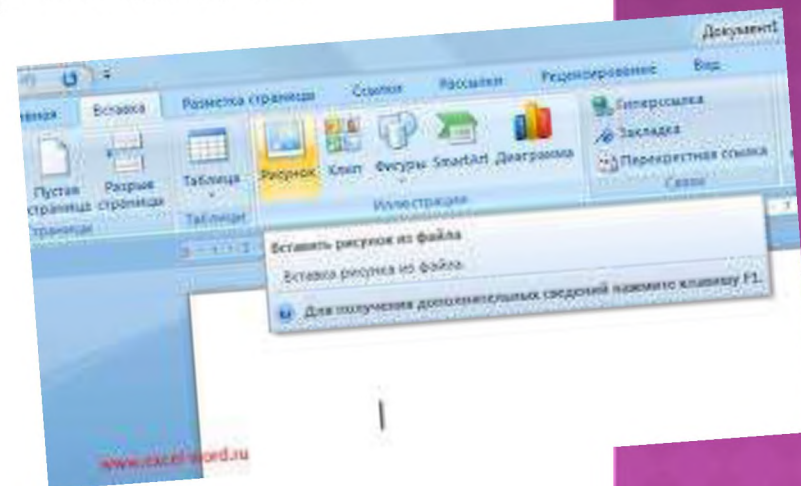 Документ1
Вставка Разметка страницы Ссылки Рассылки Рецензирование Вид
Пустая страница
Разрыв страницы
Таблица
Рисунок Клип Фигуры SmartArt Диаграмма
Гиперссылка
Закладка
Перекрестная ссылка
Таблицы
Иллюстрации
Связи
Вставить рисунок из файла
Вставка рисунка из файла.
Для получения дополнительных сведений нажмите клавишу F1.
www.excel-word.ru